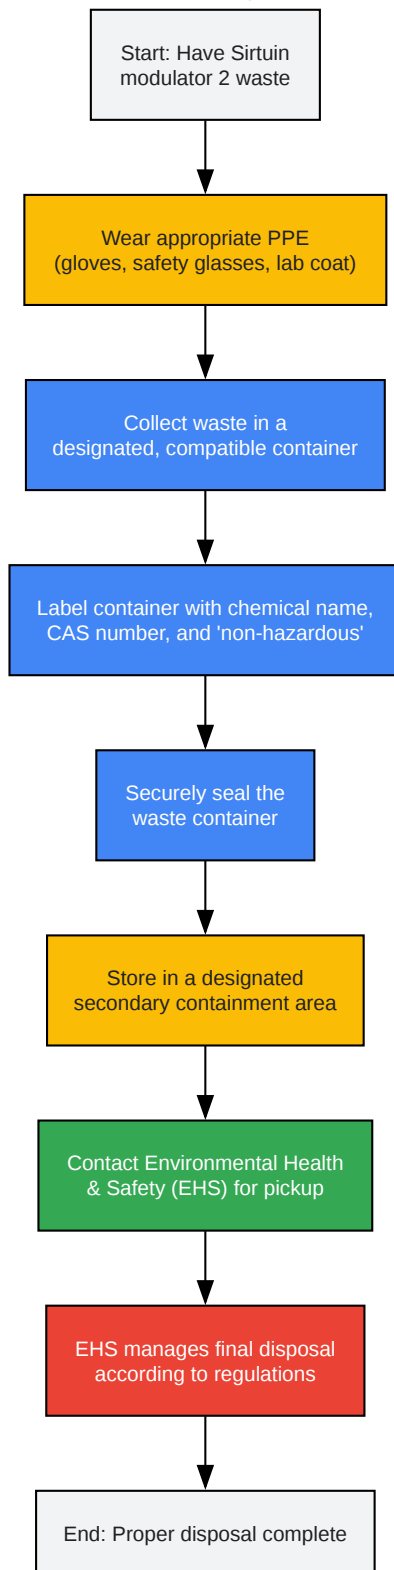 Start: Have Sirtuin
modulator 2 waste
Wear appropriate PPE
(gloves, safety glasses, lab coat)
Collect waste in a
designated, compatible container
Label container with chemical name,
CAS number, and 'non-hazardous'
Securely seal the
waste container
Store in a designated
secondary containment area
Contact Environmental Health
& Safety (EHS) for pickup
EHS manages final disposal
according to regulations
End: Proper disposal complete